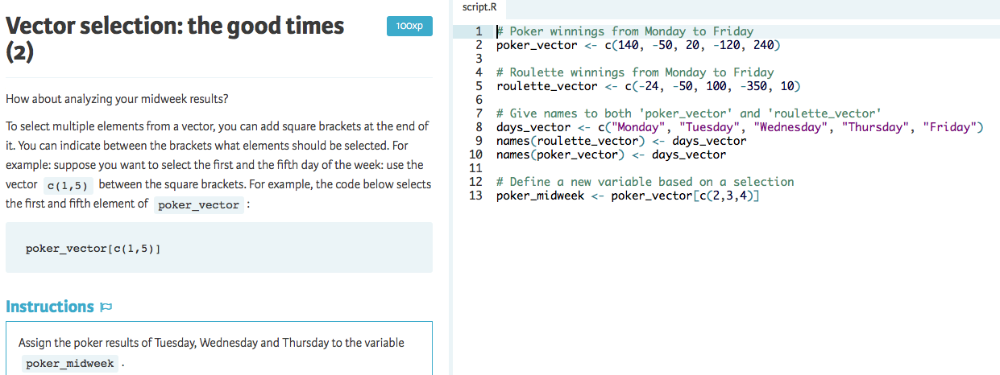 Vector selection: the good times
(2)
100xp
How about analyzing your midweek results?
To select multiple elements from a vector, you can add square brackets at the end of
it. You can indicate between the brackets what elements should be selected. For
example: suppose you want to select the first and the fifth day of the week: use the
vector c(1,5) between the square brackets. For example, the code below selects
the first and fifth element of poker_vector :
poker_vector[c(1,5)]
Instructions
Assign the poker results of Tuesday, Wednesday and Thursday to the variable
poker_midweek .
script.R
1 # Poker winnings from Monday to Friday
2 poker_vector <- c(140, -50, 20, -120, 240)
3
4 # Roulette winnings from Monday to Friday
5 roulette_vector <- c(-24, -50, 100, -350, 10)
6
7 # Give names to both 'poker_vector' and 'roulette_vector'
8 days_vector <- c("Monday", "Tuesday", "Wednesday", "Thursday", "Friday")
9 names(roulette_vector) <- days_vector
10 names(poker_vector) <- days_vector
11
12 # Define a new variable based on a selection
13 poker_midweek <- poker_vector[c(2,3,4)]